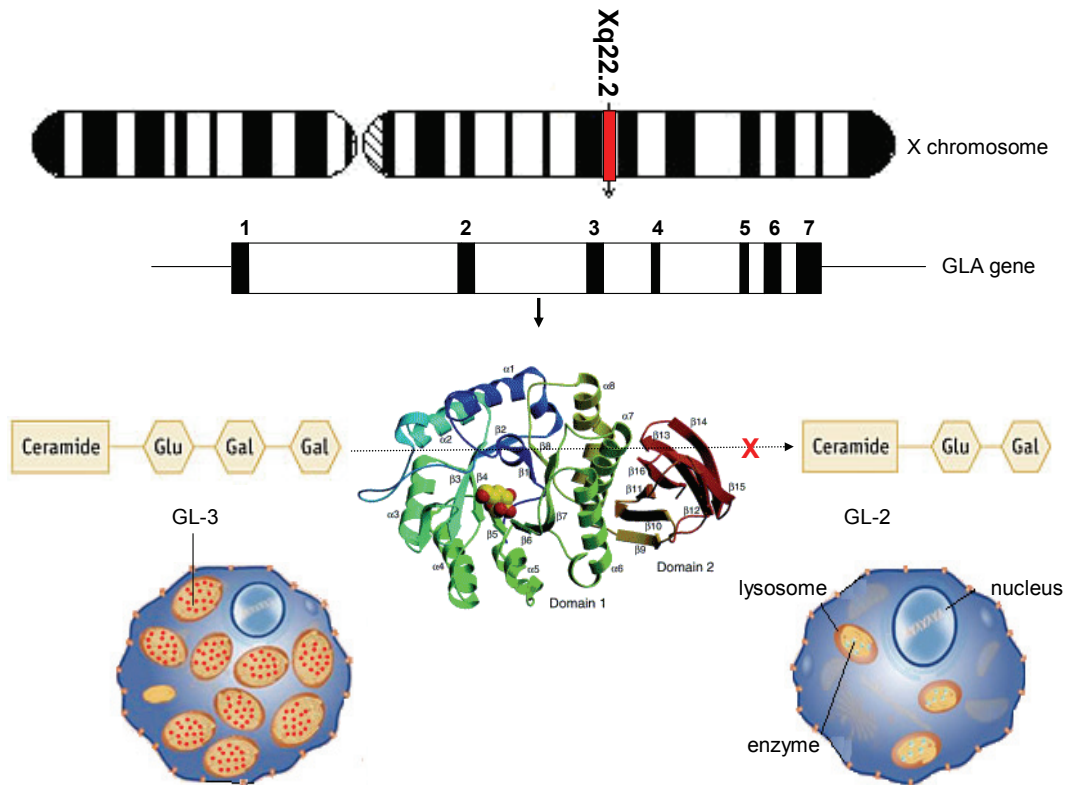 Xq22.2
X chromosome
1 2 3 4 5 6 7
GLA gene
α1
α8
α7
α2
β2
β8
β14
β13
Ceramide Glu Gal Gal
X
Ceramide Glu Gal
β1
β3
β4
β16
β15
β11
α3
β12
β7
β10
β5
β6
β9
α4
α5
α6
Domain 2
Domain 1
GL-3
GL-2
lysosome
nucleus
enzyme